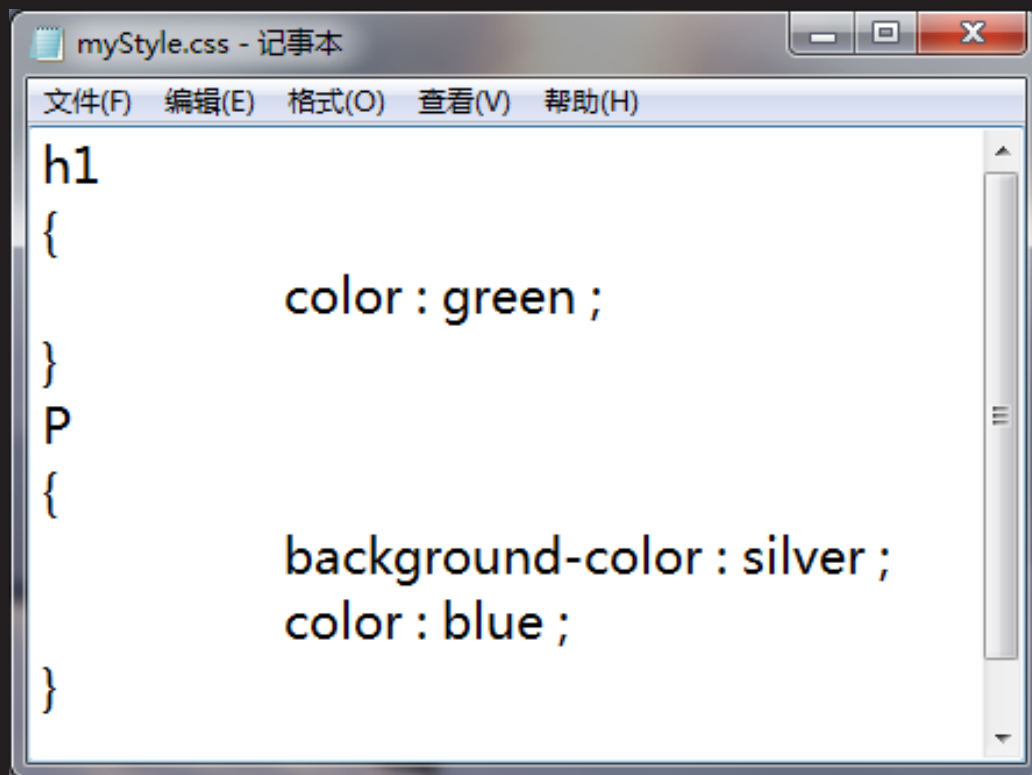 myStyle.css - 记事本
文件(F) 编辑(E) 格式(O) 查看(V) 帮助(H)
h1
{
color : green ;
}
P
{
background-color : silver ;
color : blue ;
}